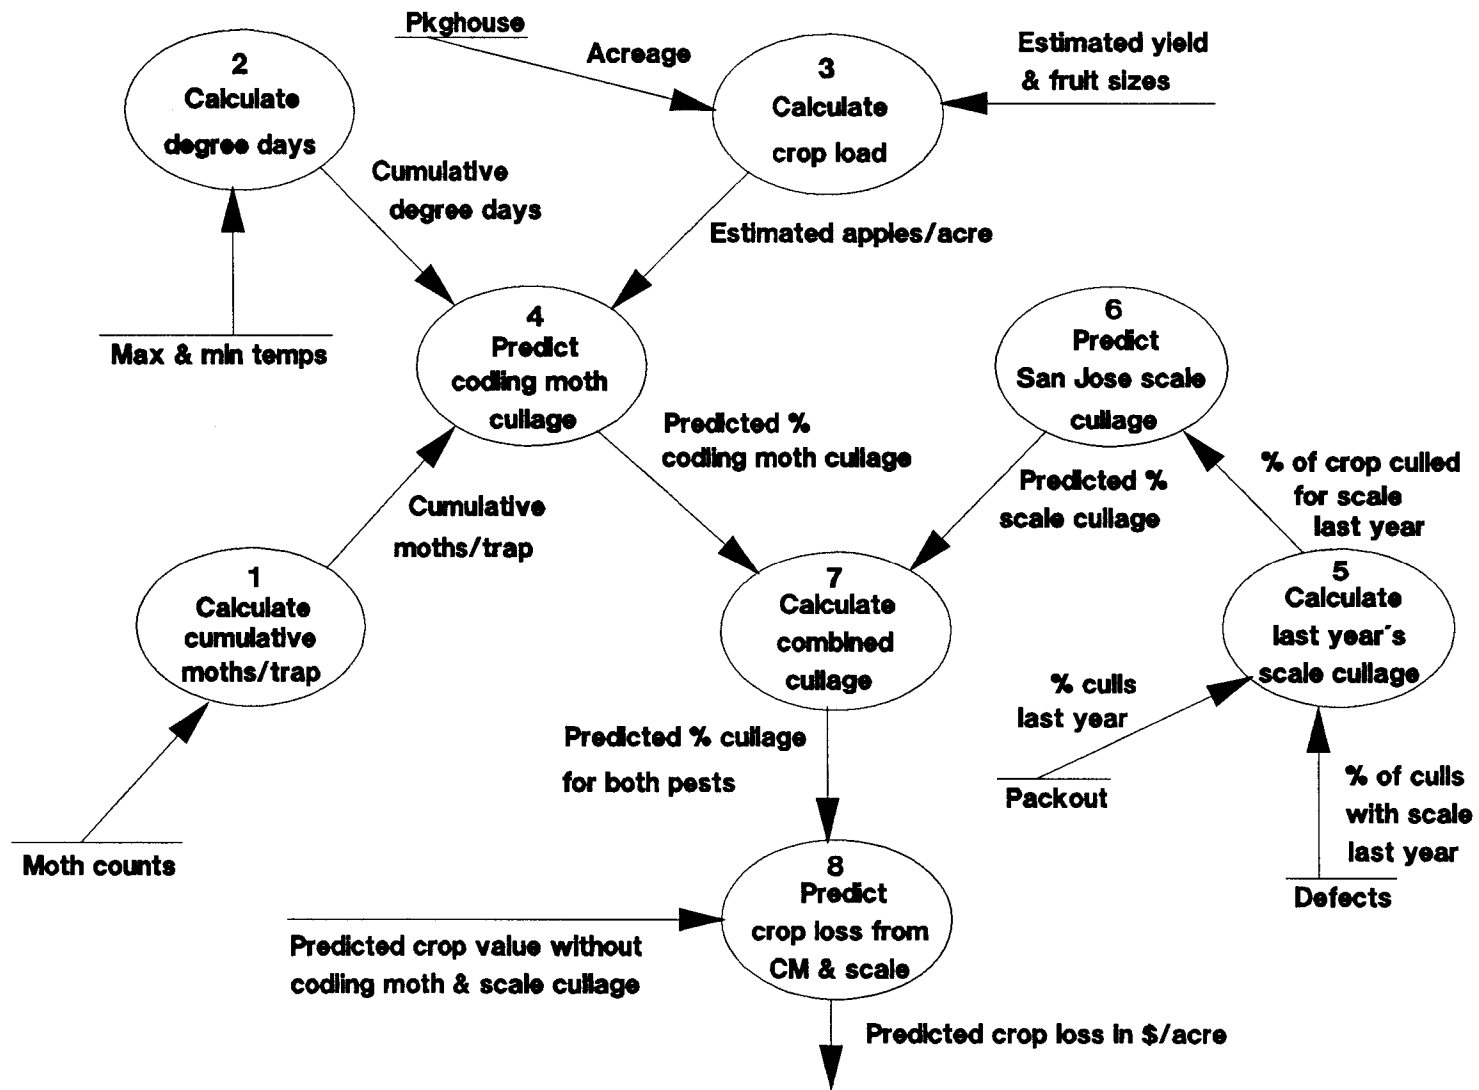 Pkghouse
Acreage
Estimated yield
& fruit sizes
2
Calculate
degree days
3
Calculate
crop load
Cumulative
degree days
Estimated apples/acre
Max & min temps
4
Predict
codling moth
cullage
6
Predict
San Jose scale
cullage
Predicted %
codling moth cullage
Predicted %
scale cullage
% of crop culled
for scale
last year
Cumulative
moths/trap
1
Calculate
cumulative
moths/trap
7
Calculate
combined
cullage
5
Calculate
last year's
scale cullage
% culls
last year
Predicted % cullage
for both pests
Packout
% of culls
with scale
last year
Moth counts
Defects
8
Predict
crop loss from
CM & scale
Predicted crop value without
codling moth & scale cullage
Predicted crop loss in $/acre